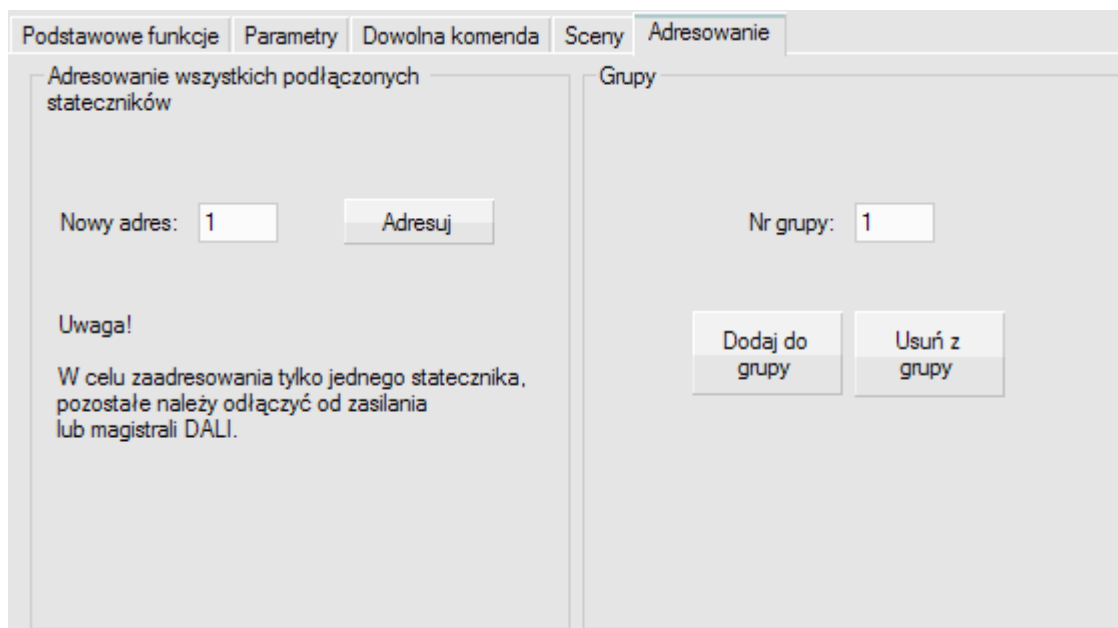 Podstawowe funkcje Parametry Dowolna komenda Sceny Adresowanie
Adresowanie wszystkich podłączonych
stateczników
Nowy adres: 1 Adresuj
Uwaga!
W celu zaadresowania tylko jednego statecznika,
pozostałe należy odłączyć od zasilania
lub magistrali DALI.
Grupy
Nr grupy: 1
Dodaj do
grupy
Usuń z
grupy